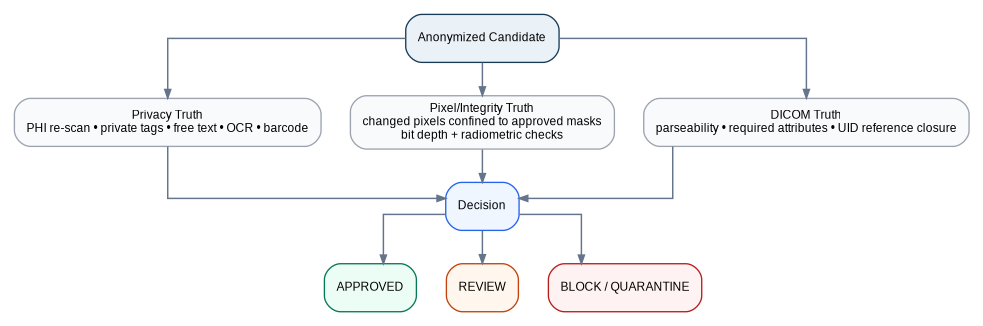 Anonymized Candidate
Privacy Truth
PHI re-scan • private tags • free text • OCR • barcode
Pixel/Integrity Truth
changed pixels confined to approved masks
bit depth + radiometric checks
DICOM Truth
parseability • required attributes • UID reference closure
Decision
APPROVED
REVIEW
BLOCK / QUARANTINE